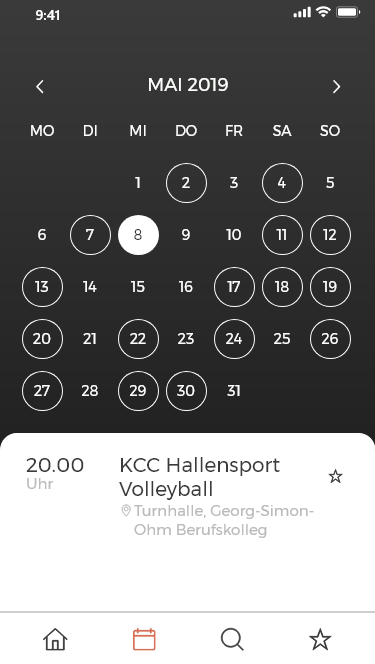 9:41
MAI 2019
MO DI MI DO FR SA SO
1 2 3 4 5
6 7 8 9 10 11 12
13 14 15 16 17 18 19
20 21 22 23 24 25 26
27 28 29 30 31
20.00 KCC Hallensport
Uhr Volleyball
Turnhalle, Georg-Simon-
Ohm Berufskolleg